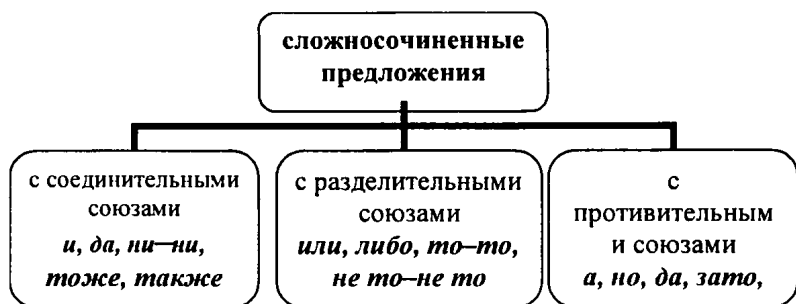 сложносочиненные
предложения
с соединительными
союзами
и, да, ни–ни,
тоже, также
с разделительными
союзами
или, либо, то–то,
не то–не то
с
противительным
и союзами
а, но, да, зато,